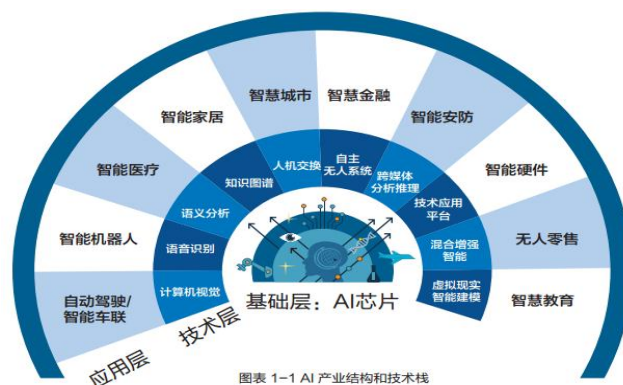 智慧城市
智慧金融
智能家居
智能安防
智能医疗
智能硬件
智能机器人
无人零售
自动驾驶/
智能车联
智慧教育
人机交换
自主
无人系统
知识图谱
跨媒体
分析推理
语义分析
技术应用
平台
语音识别
混合增强
智能
计算机视觉
虚拟现实
智能建模
基础层：AI芯片
技术层
应用层
图表 1-1 AI 产业结构和技术栈